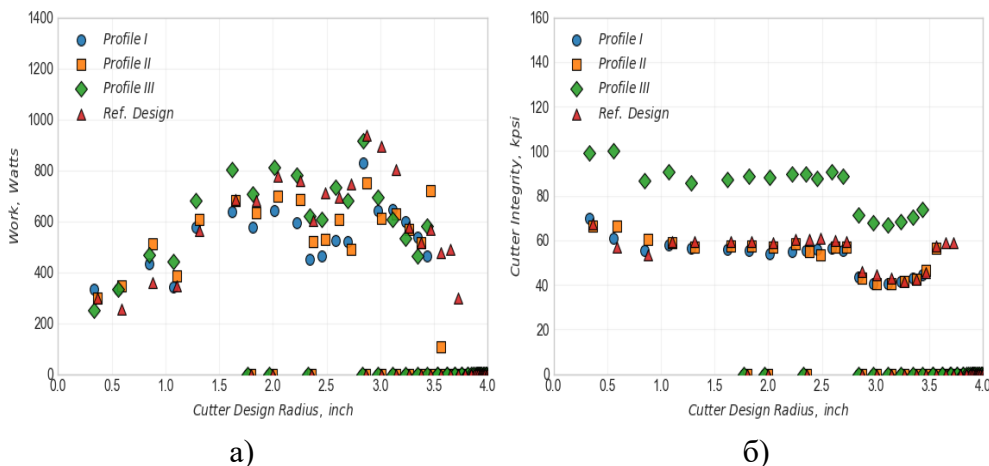 1400
1200
1000
800
600
400
200
0
Work, Watts
Profile I
Profile II
Profile III
Ref. Design
0.0 0.5 1.0 1.5 2.0 2.5 3.0 3.5 4.0
Cutter Design Radius, inch
а)
160
140
120
100
80
60
40
20
0
Cutter Integrity, kpsi
Profile I
Profile II
Profile III
Ref. Design
0.0 0.5 1.0 1.5 2.0 2.5 3.0 3.5 4.0
Cutter Design Radius, inch
б)